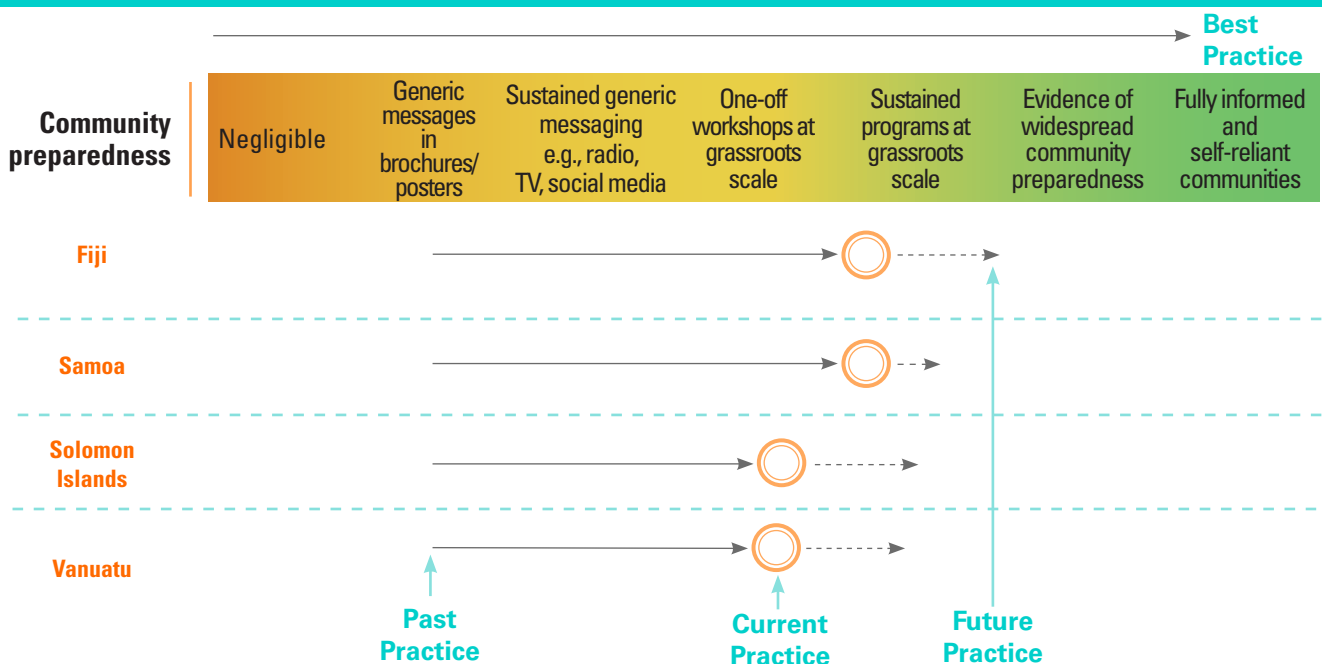 Best
Practice
Community
preparedness
Negligible
Generic
messages
in
brochures/
posters
Sustained generic
messaging
e.g., radio,
TV, social media
One-off
workshops at
grassroots
scale
Sustained
programs at
grassroots
scale
Evidence of
widespread
community
preparedness
Fully informed
and
self-reliant
communities
Fiji
Samoa
Solomon
Islands
Vanuatu
Past
Practice
Current
Practice
Future
Practice